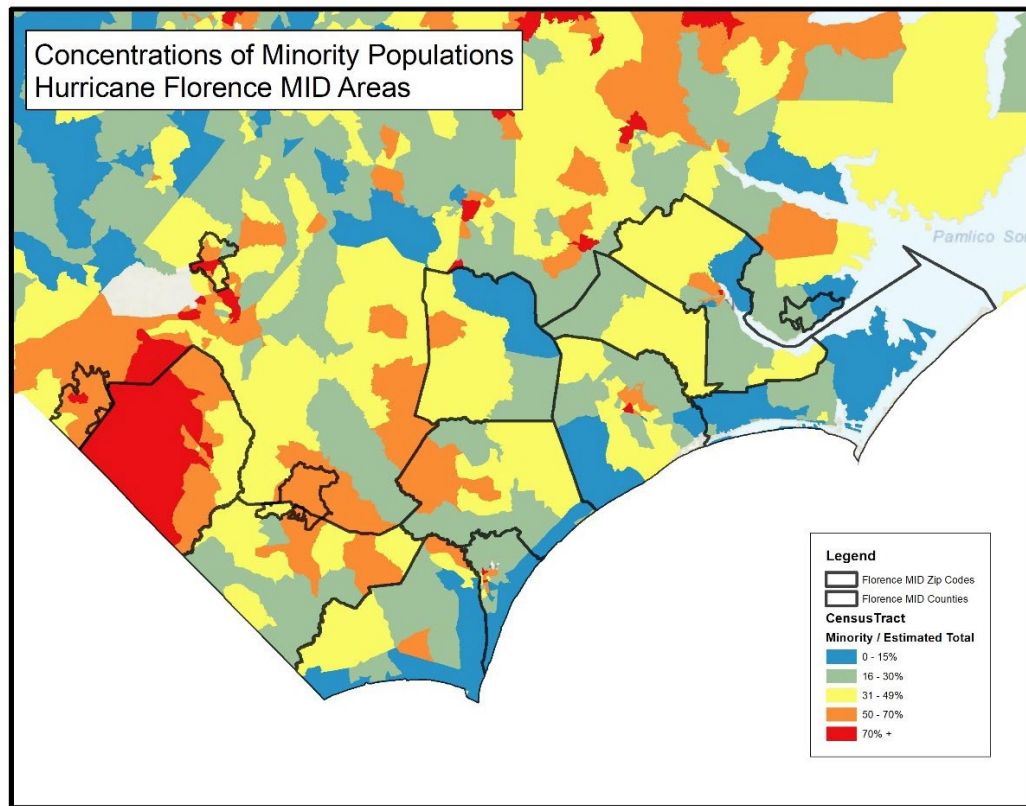 Concentrations of Minority Populations
Hurricane Florence MID Areas
Pamlico Sou
Legend
Florence MID Zip Codes
Florence MID Counties
CensusTract
Minority / Estimated Total
0 - 15%
16 - 30%
31 - 49%
50 - 70%
70% +